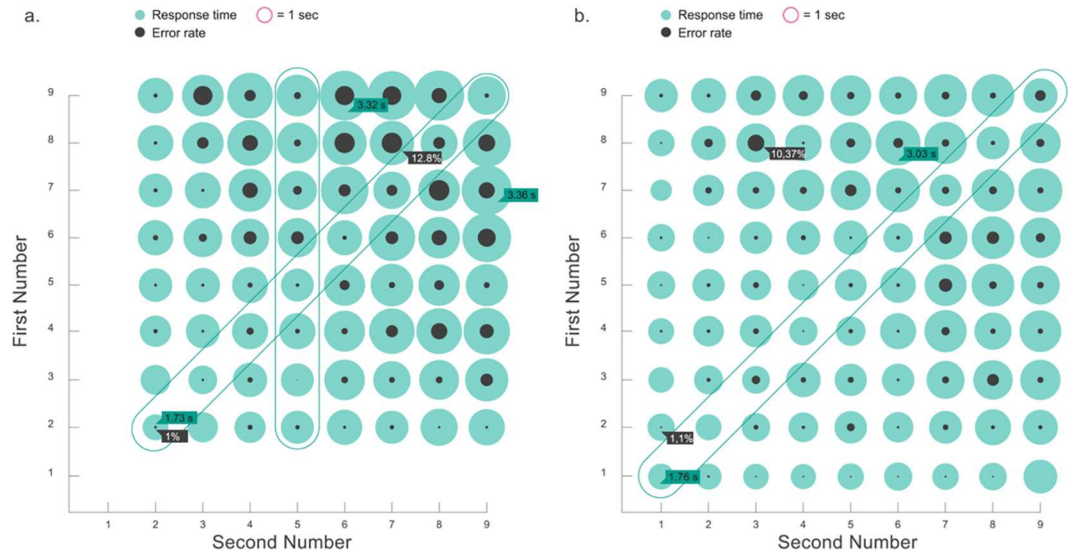 a.
Response time = 1 sec
Error rate
First Number
9
8
7
6
5
4
3
2
1
3.32 s
12.8%
3.36 s
1.73 s
1%
1 2 3 4 5 6 7 8 9
Second Number
b.
Response time = 1 sec
Error rate
First Number
9
8
7
6
5
4
3
2
1
10,37%
3.03 s
1,1%
1.76 s
1 2 3 4 5 6 7 8 9
Second Number